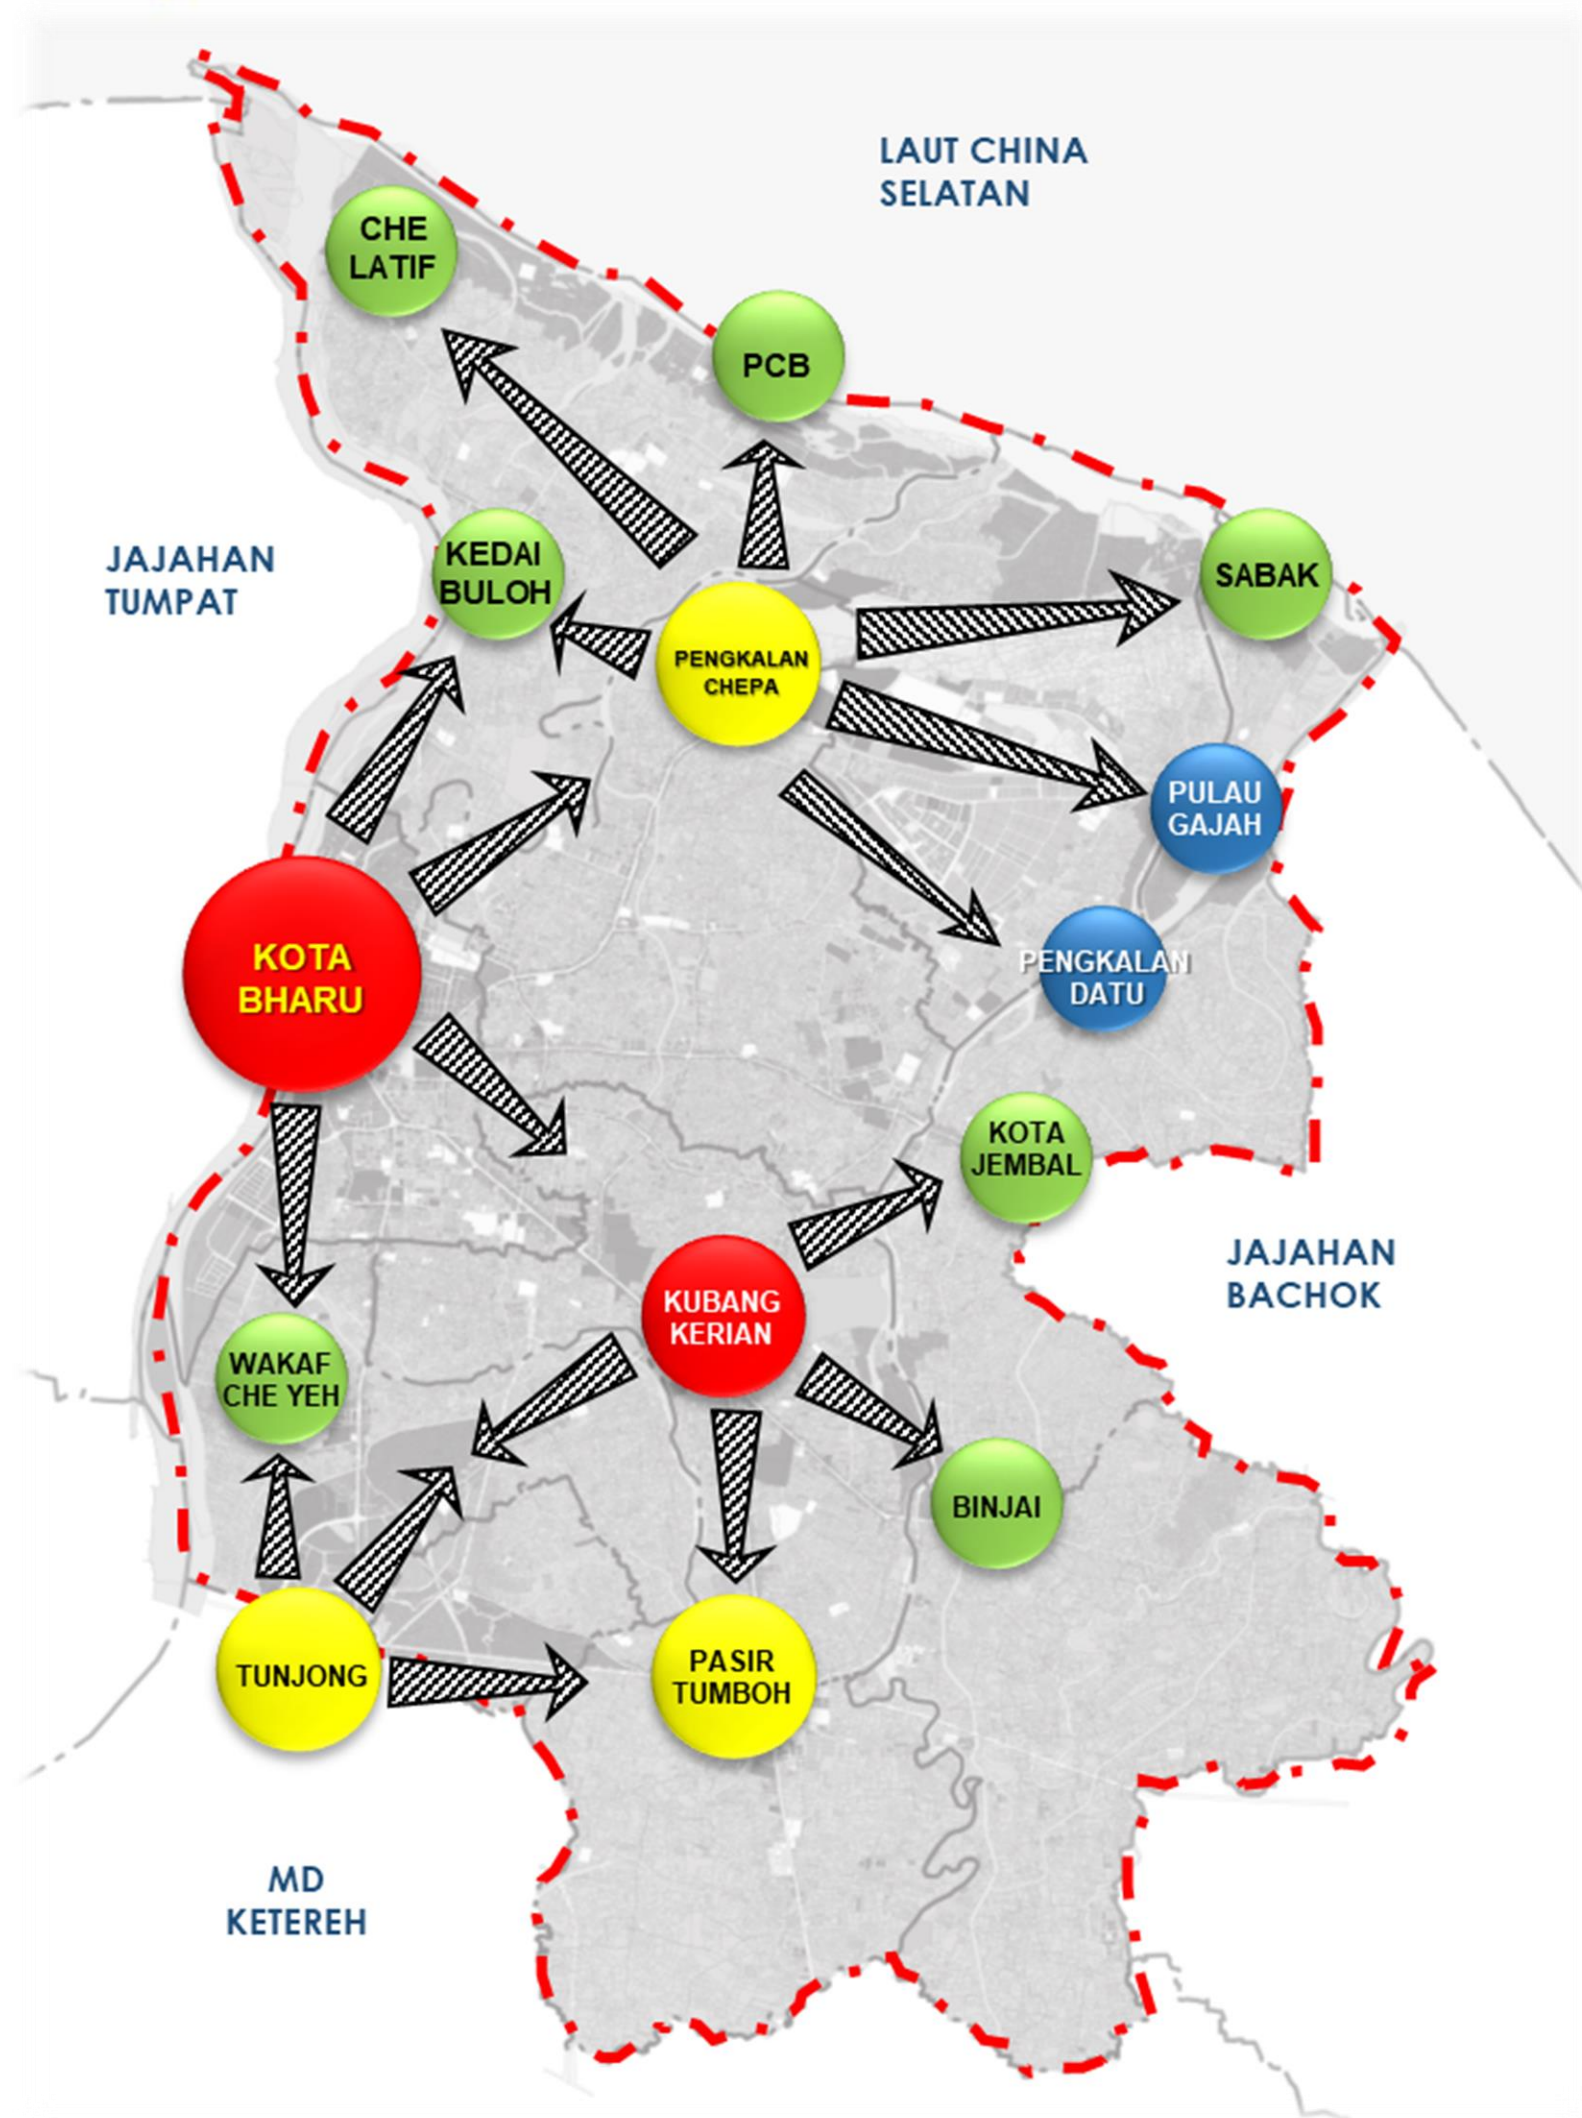 LAUT CHINA
SELATAN
CHE
LATIF
PCB
JAJAHAN
TUMPAT
KEDAI
BULOH
SABAK
PENGKALAN
CHEPA
PULAU
GAJAH
KOTA
BHARU
PENGKALAN
DATU
KOTA
JEMBAL
JAJAHAN
BACHOK
KUBANG
KERIAN
WAKAF
CHE YEH
BINJAI
TUNJONG
PASIR
TUMBOH
MD
KETEREH